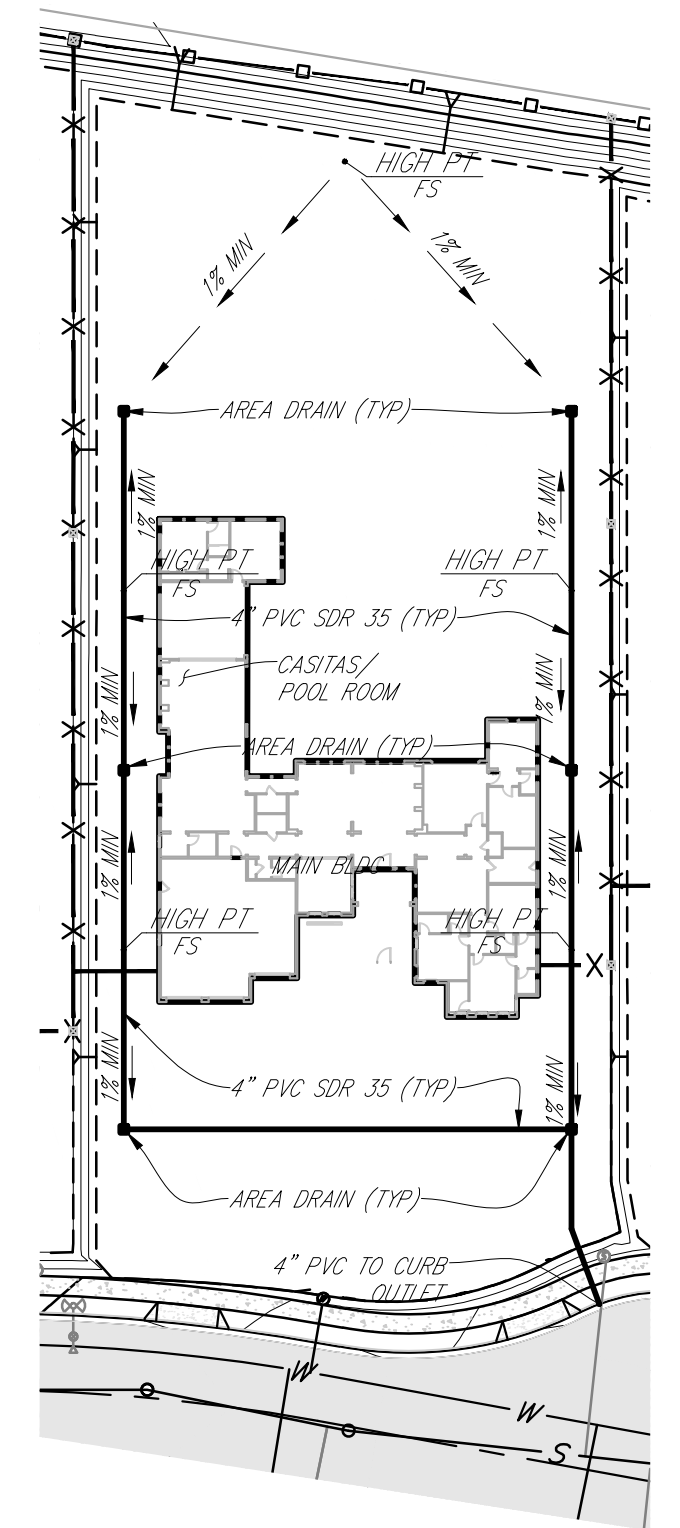 HIGH PT
FS
1% MIN
1% MIN
AREA DRAIN (TYP)
1% MIN
1% MIN
HIGH PT
FS
HIGH PT
FS
4" PVC SDR 35 (TYP)
CASITAS/
POOL ROOM
1% MIN
1% MIN
AREA DRAIN (TYP)
1% MIN
1% MIN
MAIN BLDG
HIGH PT
FS
HIGH PT
FS
1% MIN
1% MIN
4" PVC SDR 35 (TYP)
AREA DRAIN (TYP)
4" PVC TO CURB
OUTLET
W
W
S